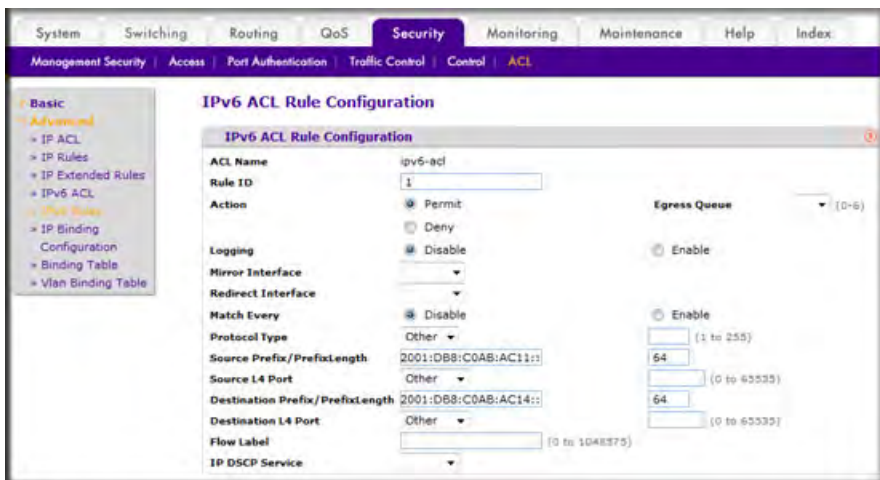 System Switching Routing QoS Security Monitoring Maintenance Help Index
Management Security | Access | Port Authentication | Traffic Control | Control | ACL
Basic
Advanced
» IP ACL
» IP Rules
» IP Extended Rules
» IPv6 ACL
» IPv6 Rules
» IP Binding
Configuration
» Binding Table
» Vlan Binding Table
IPv6 ACL Rule Configuration
IPv6 ACL Rule Configuration
ACL Name ipv6-acl
Rule ID 1
Action Permit Egress Queue (0-6)
Deny
Logging Disable Enable
Mirror Interface
Redirect Interface
Match Every Disable Enable
Protocol Type Other (1 to 255)
Source Prefix/PrefixLength 2001:DB8:C0AB:AC11:: 64
Source L4 Port Other (0 to 65535)
Destination Prefix/PrefixLength 2001:DB8:C0AB:AC14:: 64
Destination L4 Port Other (0 to 65535)
Flow Label (0 to 1048575)
IP DSCP Service